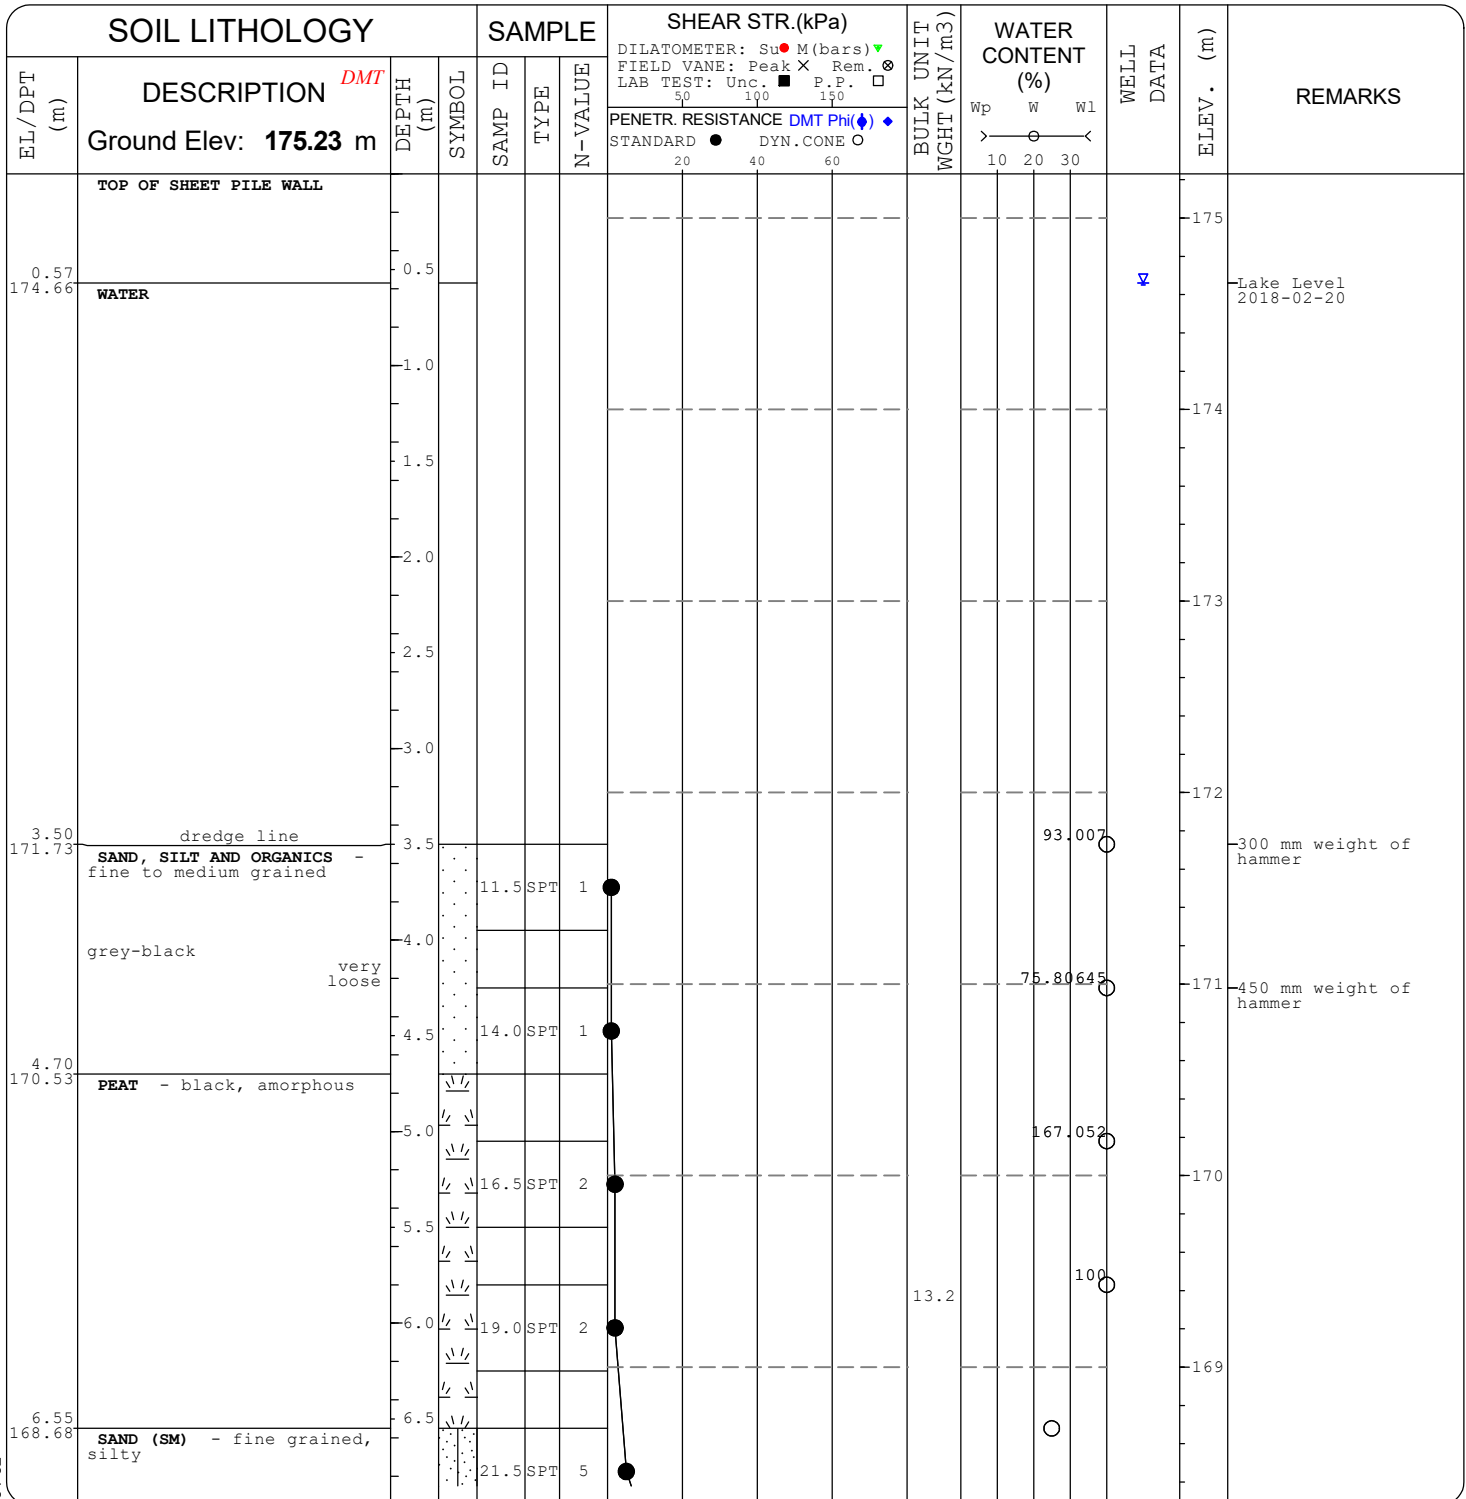 SOIL LITHOLOGY
SAMPLE
SHEAR STR.(kPa)
DILATOMETER: Su M(bars)
FIELD VANE: Peak Rem.
LAB TEST: Unc. P.P.
50 100 150
PENETR. RESISTANCE DMT Phi(ϕ)
STANDARD DYN.CONE
20 40 60
BULK UNIT
WGHT(kN/m3)
WATER
CONTENT
(%)
Wp W Wl
10 20 30
WELL
DATA
ELEV. (m)
REMARKS
EL/DPT
(m)
DESCRIPTION DMT
Ground Elev: 175.23 m
DEPTH
(m)
SYMBOL
SAMP ID
TYPE
N-VALUE
TOP OF SHEET PILE WALL
175
0.57
174.66
WATER
0.5
Lake Level
2018-02-20
1.0
174
1.5
2.0
173
2.5
3.0
172
3.50
171.73
dredge line
3.5
93.007
300 mm weight of
hammer
SAND, SILT AND ORGANICS -
fine to medium grained
11.5 SPT 1
4.0
grey-black
very
loose
75.80645
171
450 mm weight of
hammer
14.0 SPT 1
4.5
4.70
170.53
PEAT - black, amorphous
5.0
167.052
16.5 SPT 2
170
5.5
100
13.2
6.0
19.0 SPT 2
169
6.5
6.55
168.68
SAND (SM) - fine grained,
silty
21.5 SPT 5